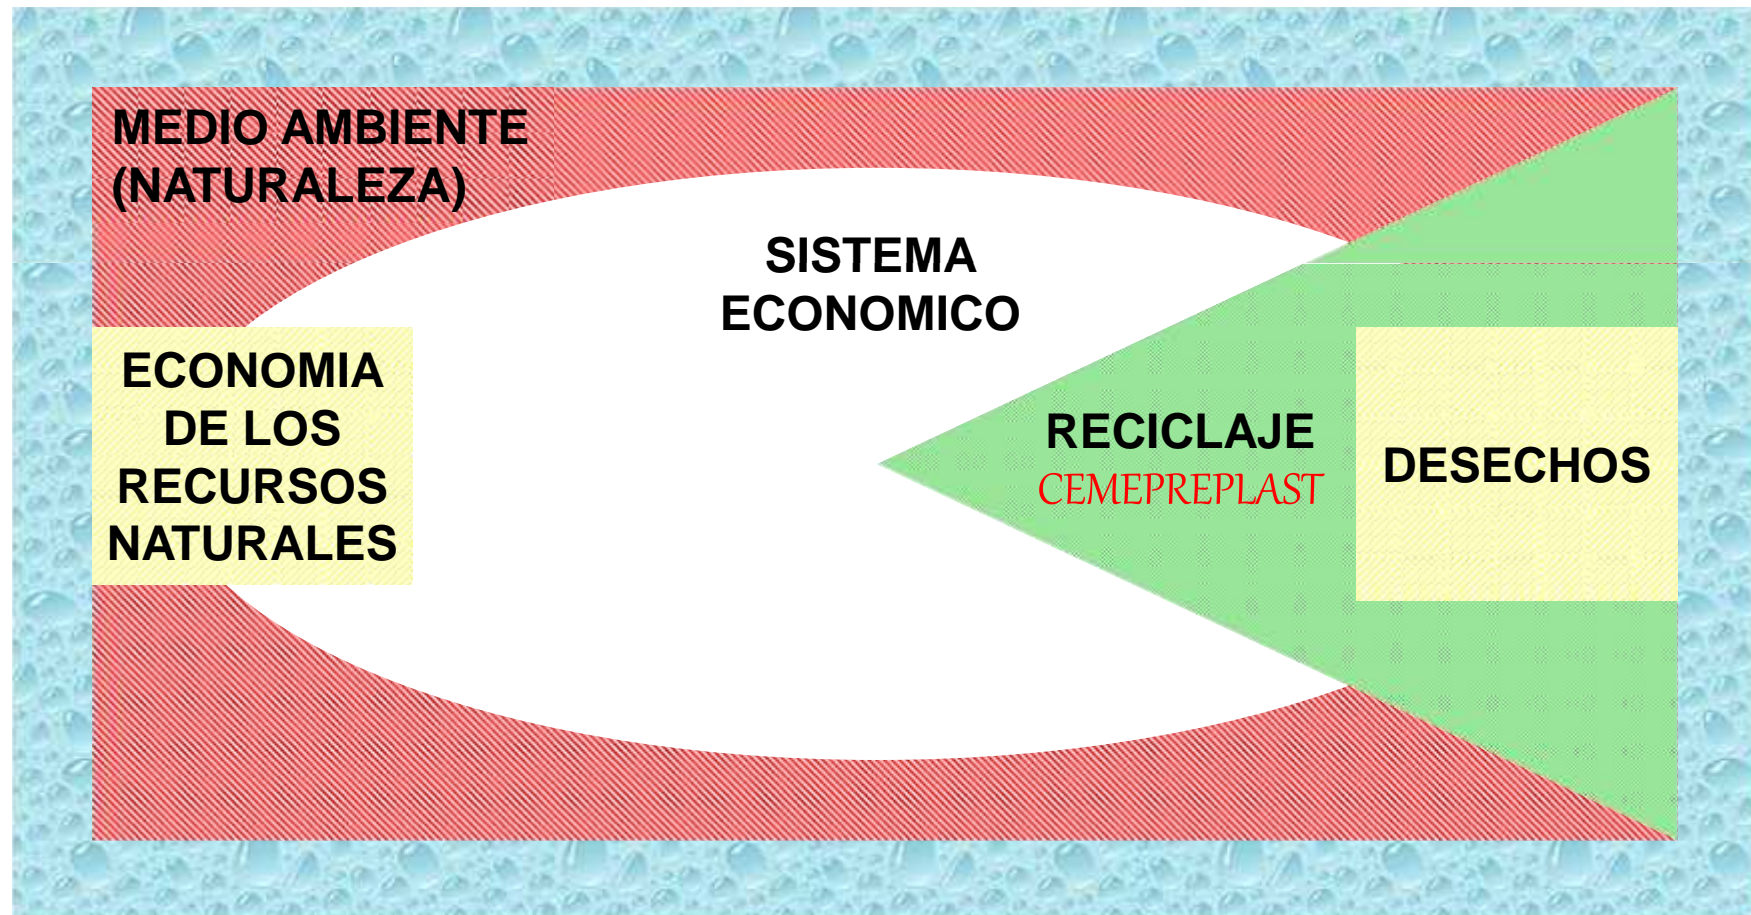 MEDIO AMBIENTE
(NATURALEZA)
SISTEMA
ECONOMICO
ECONOMIA
DE LOS
RECURSOS
NATURALES
RECICLAJE
CEMEPREPLAST
DESECHOS